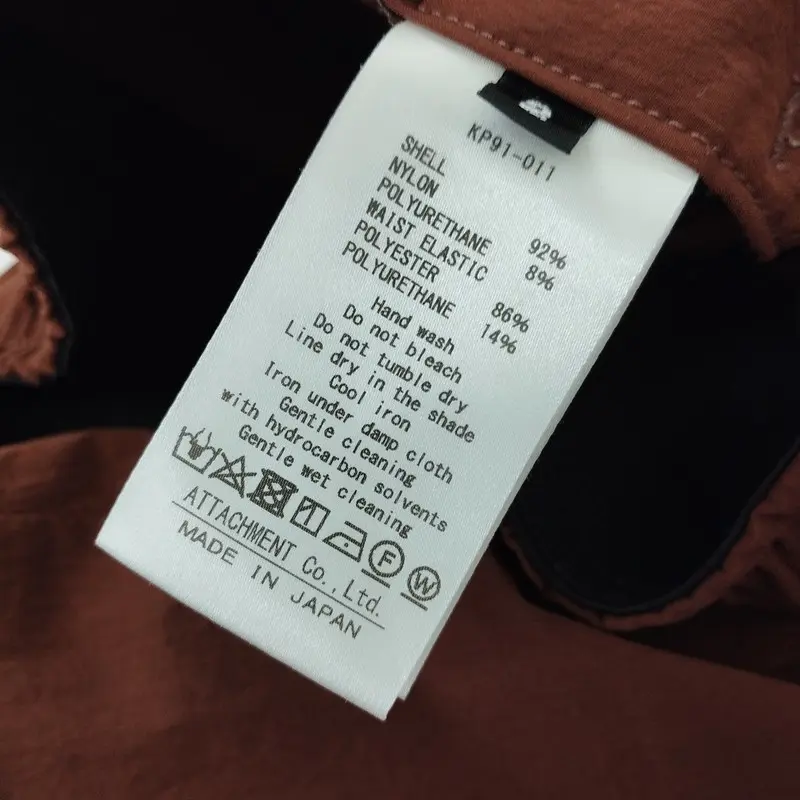 KP91-011
SHELL
NYLON 92%
POLYURETHANE 8%
WAIST ELASTIC
POLYESTER 86%
POLYURETHANE 14%
Hand wash
Do not bleach
Do not tumble dry
Line dry in the shade
Cool iron
Iron under damp cloth
Gentle cleaning
with hydrocarbon solvents
Gentle wet cleaning
F W
ATTACHMENT Co., Ltd.
MADE IN JAPAN